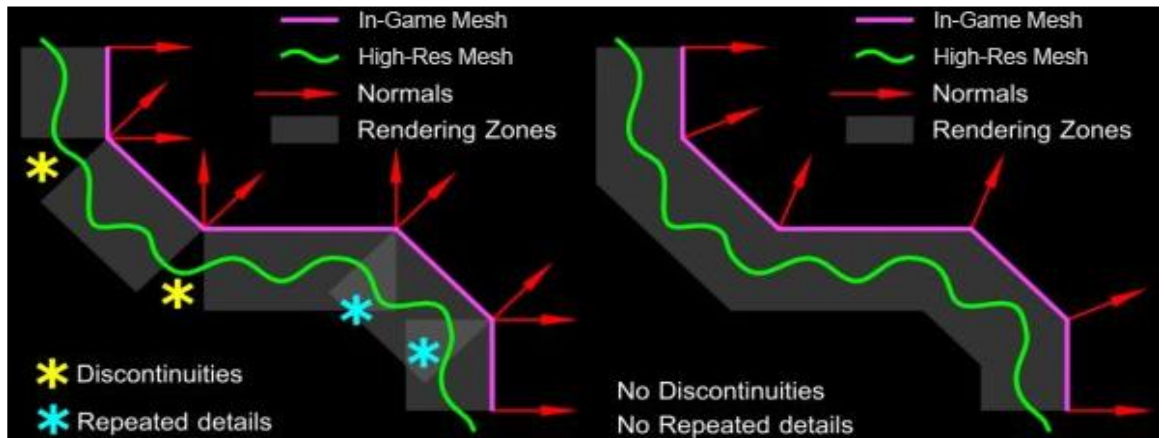 In-Game Mesh
High-Res Mesh
Normals
Rendering Zones
Discontinuities
Repeated details
In-Game Mesh
High-Res Mesh
Normals
Rendering Zones
No Discontinuities
No Repeated details